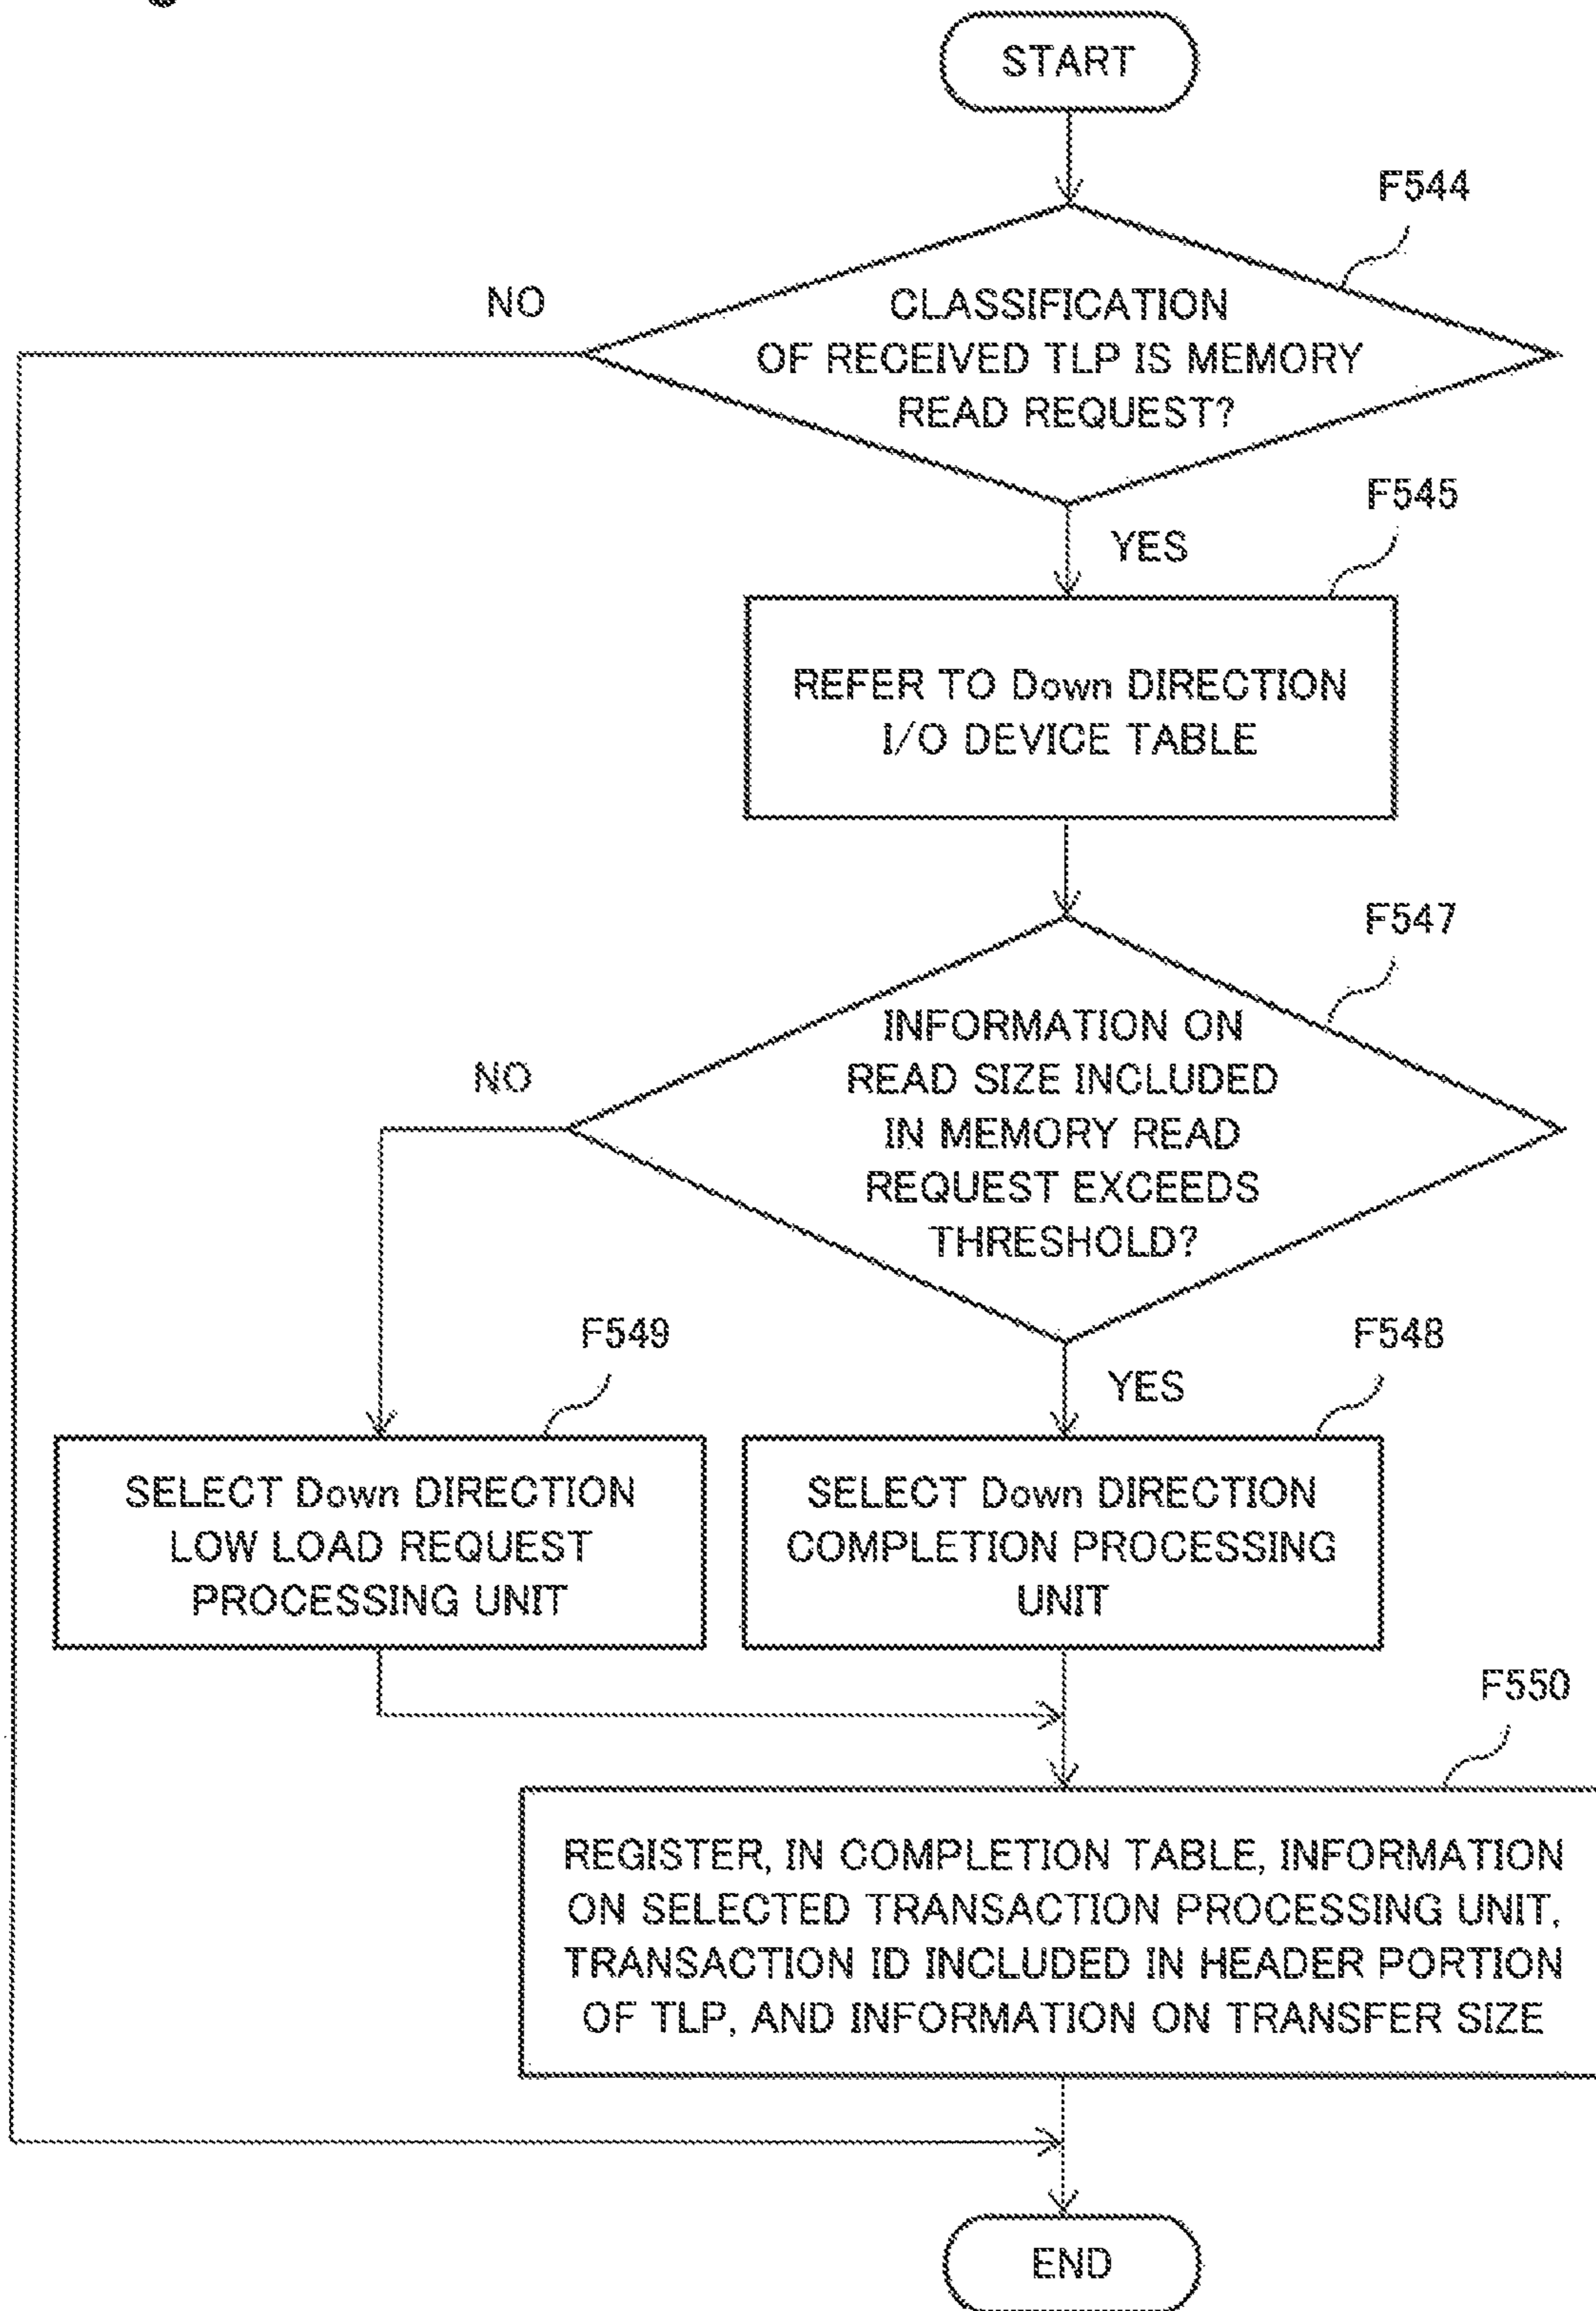 START
F544
NO
CLASSIFICATION
OF RECEIVED TLP IS MEMORY
READ REQUEST?
F545
YES
REFER TO Down DIRECTION
I/O DEVICE TABLE
F547
INFORMATION ON
NO
READ SIZE INCLUDED
IN MEMORY READ
REQUEST EXCEEDS
THRESHOLD?
F549
F548
YES
SELECT Down DIRECTION
LOW LOAD REQUEST
PROCESSING UNIT
SELECT Down DIRECTION
COMPLETION PROCESSING
UNIT
F550
REGISTER, IN COMPLETION TABLE, INFORMATION
ON SELECTED TRANSACTION PROCESSING UNIT,
TRANSACTION ID INCLUDED IN HEADER PORTION
OF TLP, AND INFORMATION ON TRANSFER SIZE
END